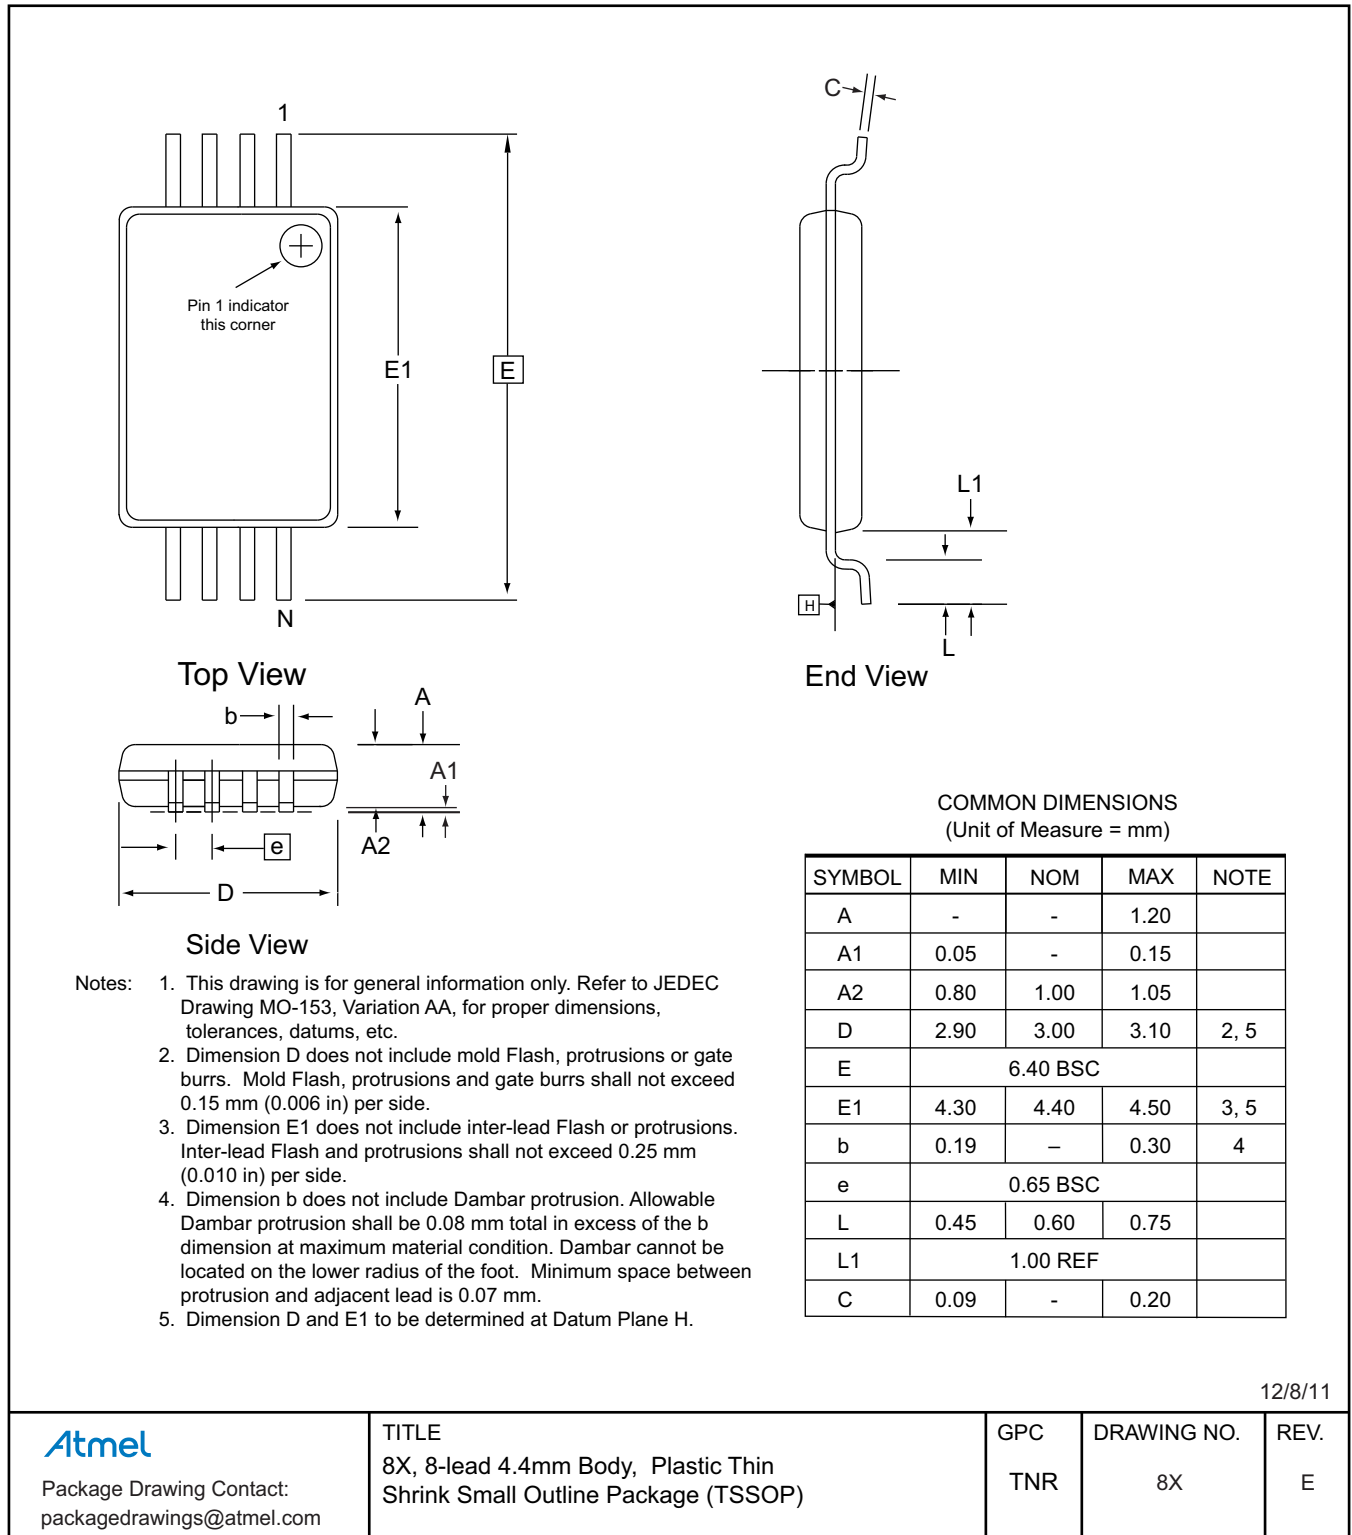 1
Pin 1 indicator
this corner
E1
E
N
Top View
C
L1
H
L
End View
b
A
A1
e
A2
D
Side View
COMMON DIMENSIONS
(Unit of Measure = mm)
SYMBOL MIN NOM MAX NOTE
A - - 1.20
A1 0.05 - 0.15
A2 0.80 1.00 1.05
D 2.90 3.00 3.10 2, 5
E 6.40 BSC
E1 4.30 4.40 4.50 3, 5
b 0.19 – 0.30 4
e 0.65 BSC
L 0.45 0.60 0.75
L1 1.00 REF
C 0.09 - 0.20
Notes: 1. This drawing is for general information only. Refer to JEDEC
Drawing MO-153, Variation AA, for proper dimensions,
tolerances, datums, etc.
2. Dimension D does not include mold Flash, protrusions or gate
burrs. Mold Flash, protrusions and gate burrs shall not exceed
0.15 mm (0.006 in) per side.
3. Dimension E1 does not include inter-lead Flash or protrusions.
Inter-lead Flash and protrusions shall not exceed 0.25 mm
(0.010 in) per side.
4. Dimension b does not include Dambar protrusion. Allowable
Dambar protrusion shall be 0.08 mm total in excess of the b
dimension at maximum material condition. Dambar cannot be
located on the lower radius of the foot. Minimum space between
protrusion and adjacent lead is 0.07 mm.
5. Dimension D and E1 to be determined at Datum Plane H.
12/8/11
Atmel
Package Drawing Contact:
packagedrawings@atmel.com
TITLE
8X, 8-lead 4.4mm Body, Plastic Thin
Shrink Small Outline Package (TSSOP)
GPC
TNR
DRAWING NO.
8X
REV.
E